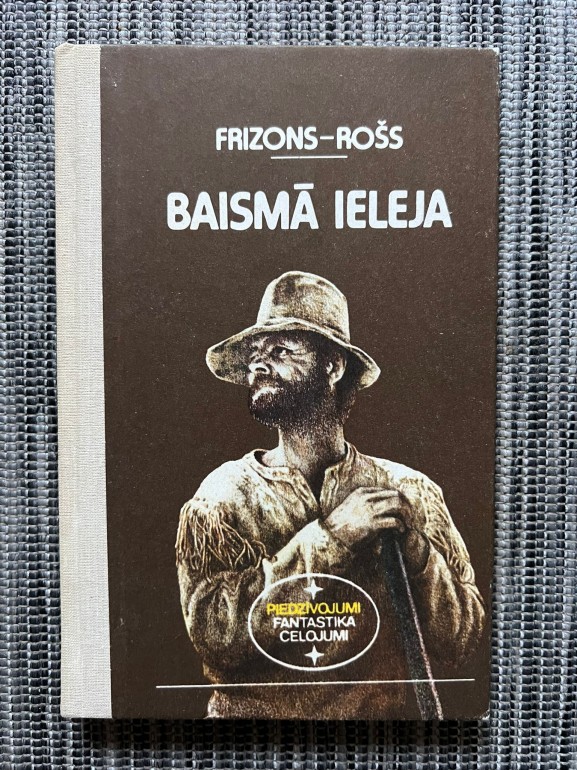 FRIZONS–ROŠS
BAISMĀ IELEJA
PIEDZĪVOJUMI
FANTASTIKA
CEĻOJUMI